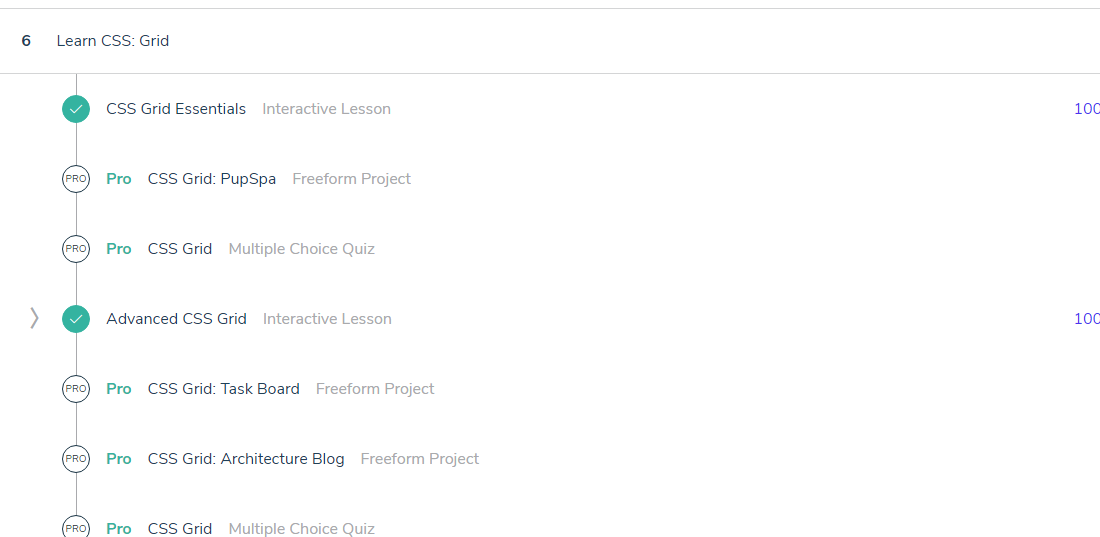 6 Learn CSS: Grid
CSS Grid Essentials Interactive Lesson 100
PRO Pro CSS Grid: PupSpa Freeform Project
PRO Pro CSS Grid Multiple Choice Quiz
Advanced CSS Grid Interactive Lesson 100
PRO Pro CSS Grid: Task Board Freeform Project
PRO Pro CSS Grid: Architecture Blog Freeform Project
PRO Pro CSS Grid Multiple Choice Quiz